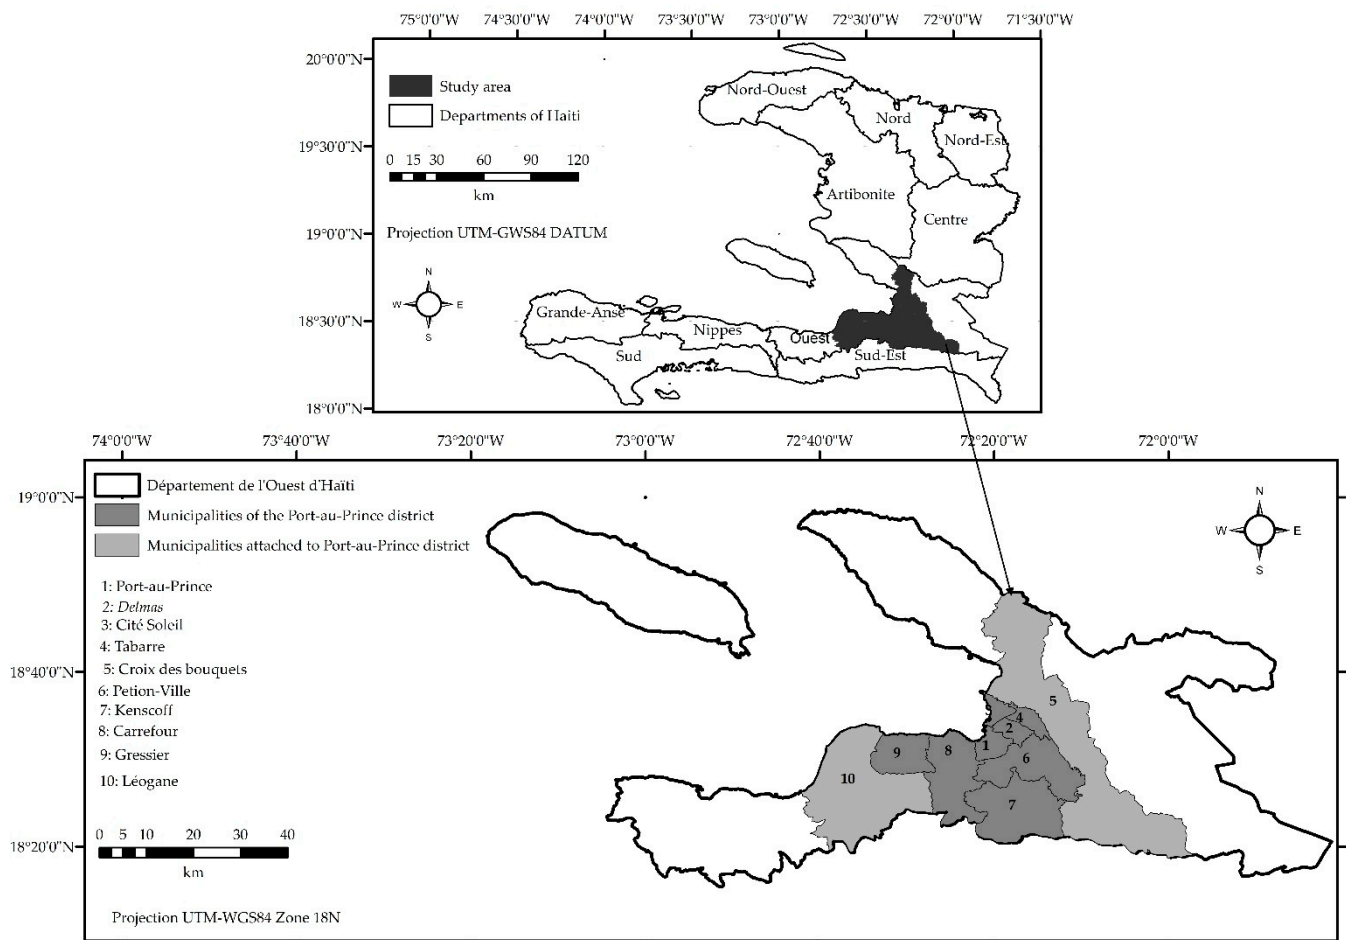 75°0'0"W 74°30'0"W 74°0'0"W 73°30'0"W 73°0'0"W 72°30'0"W 72°0'0"W 71°30'0"W
20°0'0"N
19°30'0"N
19°0'0"N
18°30'0"N
18°0'0"N
Study area
Departments of Haiti
0 15 30 60 90 120
km
Projection UTM-GWS84 DATUM
N
W E
S
Nord-Ouest
Nord
Nord-Est
Artibonite
Centre
Grande-Anse
Nippes
Ouest
Sud
Sud-Est
74°0'0"W 73°40'0"W 73°20'0"W 73°0'0"W 72°40'0"W 72°20'0"W 72°0'0"W
19°0'0"N
18°40'0"N
18°20'0"N
Département de l'Ouest d'Haïti
Municipalities of the Port-au-Prince district
Municipalities attached to Port-au-Prince district
1: Port-au-Prince
2: Delmas
3: Cité Soleil
4: Tabarre
5: Croix des bouquets
6: Petion-Ville
7: Kenscoff
8: Carrefour
9: Gressier
10: Léogane
0 5 10 20 30 40
km
Projection UTM-WGS84 Zone 18N
N
W E
S
5
4
2
1
6
9
8
10
7